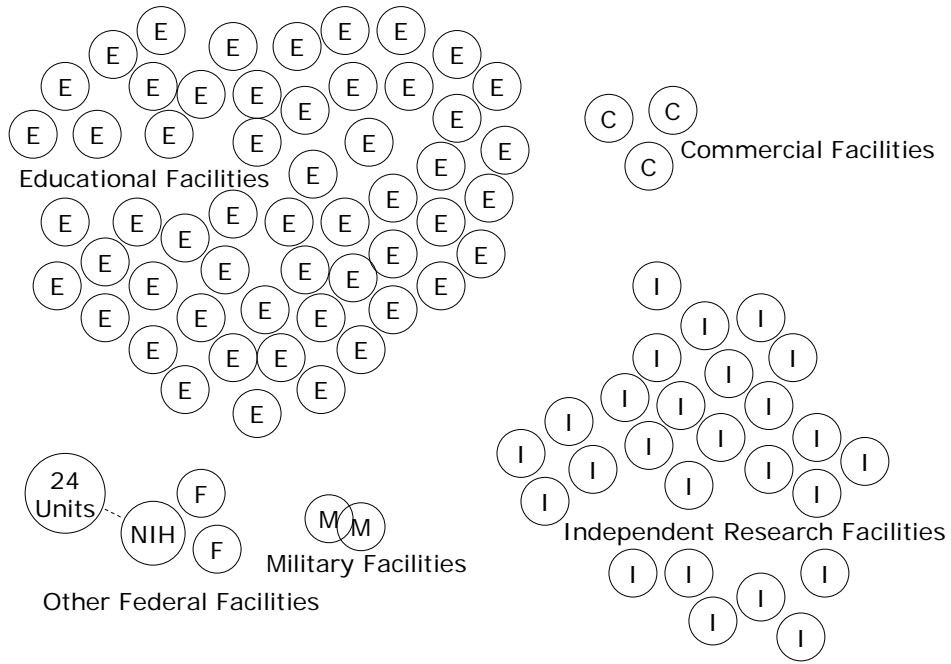 E E E E E E E
E E E E E E E E E
E E E E E E E
E
Educational Facilities
E E E E E E E E E
E E E E E E
E E E
E E E E E
E E E E
E E
E
C C
C
Commercial Facilities
24
Units
NIH
F
F
Other Federal Facilities
M M
Military Facilities
I
I I
I I
I
I I I
I
I I I
I I I I
I I I
Independent Research Facilities
I I I
I
I
I